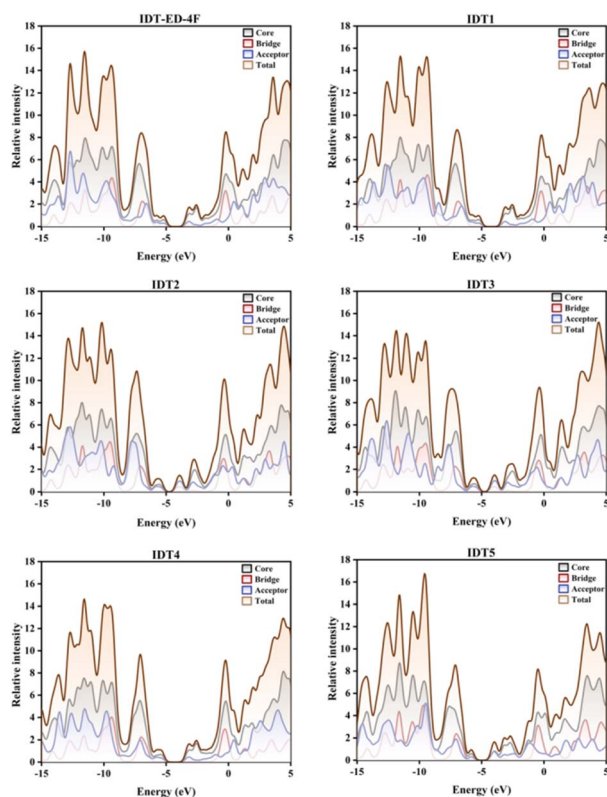 IDT-ED-4F
Core
Bridge
Acceptor
Total
Relative intensity
18
16
14
12
10
8
6
4
2
0
-15
-10
-5
0
5
Energy (eV)
IDT1
Core
Bridge
Acceptor
Total
Relative intensity
18
16
14
12
10
8
6
4
2
0
-15
-10
-5
0
5
Energy (eV)
IDT2
Core
Bridge
Acceptor
Total
Relative intensity
18
16
14
12
10
8
6
4
2
0
-15
-10
-5
0
5
Energy (eV)
IDT3
Core
Bridge
Acceptor
Total
Relative intensity
18
16
14
12
10
8
6
4
2
0
-15
-10
-5
0
5
Energy (eV)
IDT4
Core
Bridge
Acceptor
Total
Relative intensity
18
16
14
12
10
8
6
4
2
0
-15
-10
-5
0
5
Energy (eV)
IDT5
Core
Bridge
Acceptor
Total
Relative intensity
18
16
14
12
10
8
6
4
2
0
-15
-10
-5
0
5
Energy (eV)